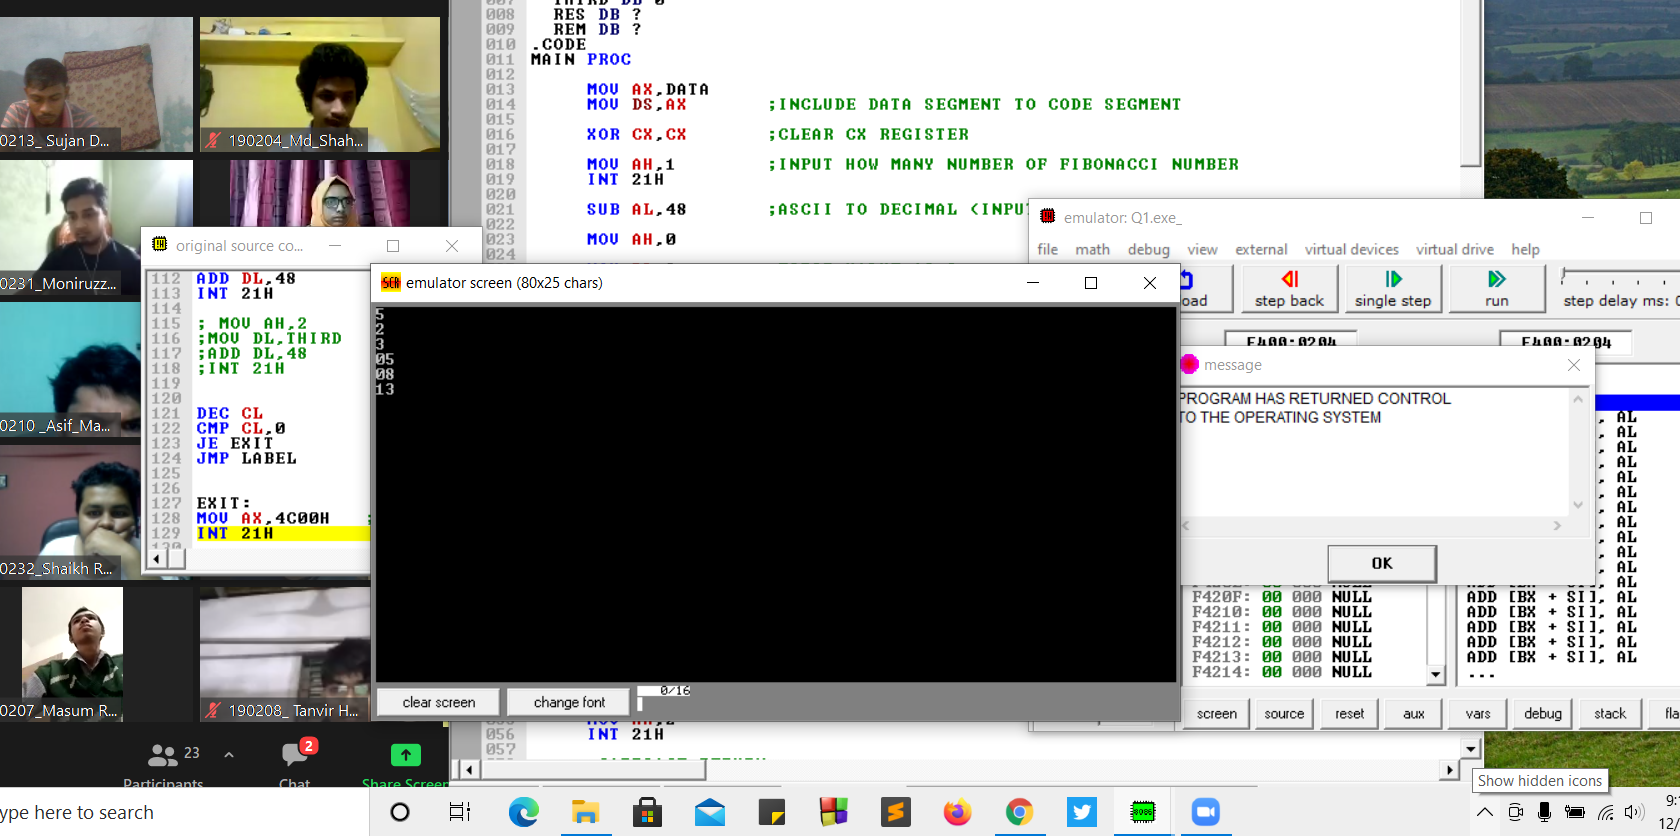 0213_ Sujan D...
190204_Md_Shah...
0231_Moniruzz...
0210 _Asif_Ma...
0232_Shaikh R...
0207_Masum R...
190208_ Tanvir H...
23
2
Participants
Chat
Share Screen
008 RES DB ?
009 REM DB ?
010 .CODE
011 MAIN PROC
012
013 MOV AX,DATA
014 MOV DS,AX ;INCLUDE DATA SEGMENT TO CODE SEGMENT
015
016 XOR CX,CX ;CLEAR CX REGISTER
017
018 MOV AH,1 ;INPUT HOW MANY NUMBER OF FIBONACCI NUMBER
019 INT 21H
020
021 SUB AL,48 ;ASCII TO DECIMAL (INPU
022
023 MOV AH,0
024
056 INT 21H
057
original source co...
112 ADD DL,48
113 INT 21H
114
115 ; MOV AH,2
116 ;MOV DL,THIRD
117 ;ADD DL,48
118 ;INT 21H
119
120
121 DEC CL
122 CMP CL,0
123 JE EXIT
124 JMP LABEL
125
126
127 EXIT:
128 MOV AX,4C00H ;
129 INT 21H
emulator screen (80x25 chars)
5
2
3
05
08
13
clear screen
change font
0/16
emulator: Q1.exe_
file math debug view external virtual devices virtual drive help
oad
step back
single step
run
step delay ms: 0
F400:0204
F400:0204
message
PROGRAM HAS RETURNED CONTROL
TO THE OPERATING SYSTEM
OK
, AL
, AL
, AL
, AL
, AL
, AL
, AL
, AL
, AL
, AL
, AL
, AL
F420F: 00 000 NULL
F4210: 00 000 NULL
F4211: 00 000 NULL
F4212: 00 000 NULL
F4213: 00 000 NULL
F4214: 00 000 NULL
ADD [BX + SI], AL
ADD [BX + SI], AL
ADD [BX + SI], AL
ADD [BX + SI], AL
ADD [BX + SI], AL
...
screen source reset aux vars debug stack fla
Show hidden icons
ype here to search
9:
12/